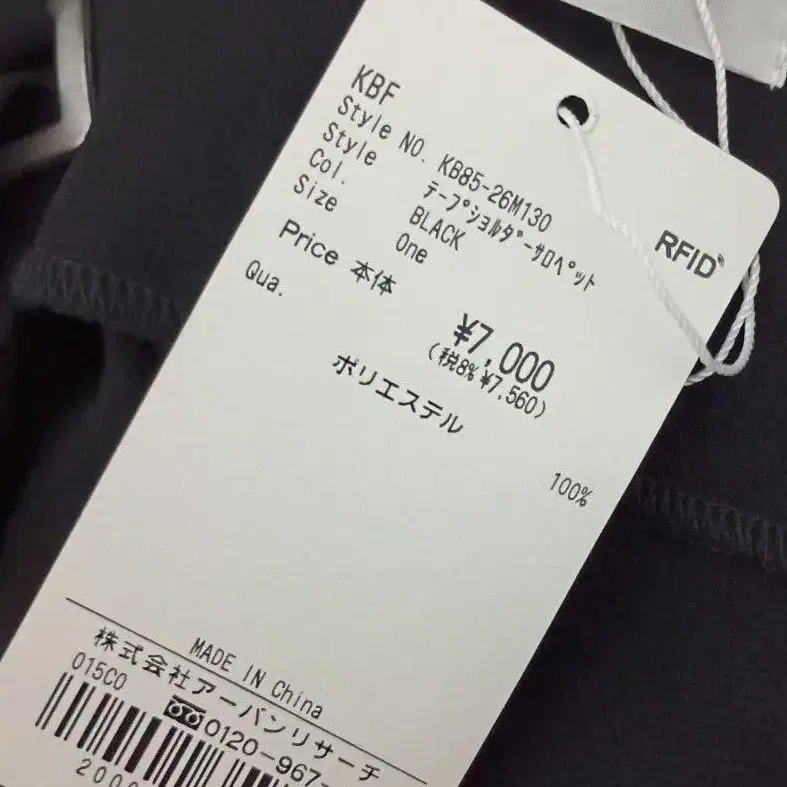 KBF
Style NO. KB85-26M130
Style ﾃｰﾌﾟｼｮﾙﾀﾞｰｻﾛﾍﾟｯﾄ
Col. BLACK
Size One
Price 本体 ¥7,000
(税8% ¥7.560)
Qua.
ポリエステル 100%
RFID
MADE IN China
株式会社アーバンリサーチ
015C0
0120-967-